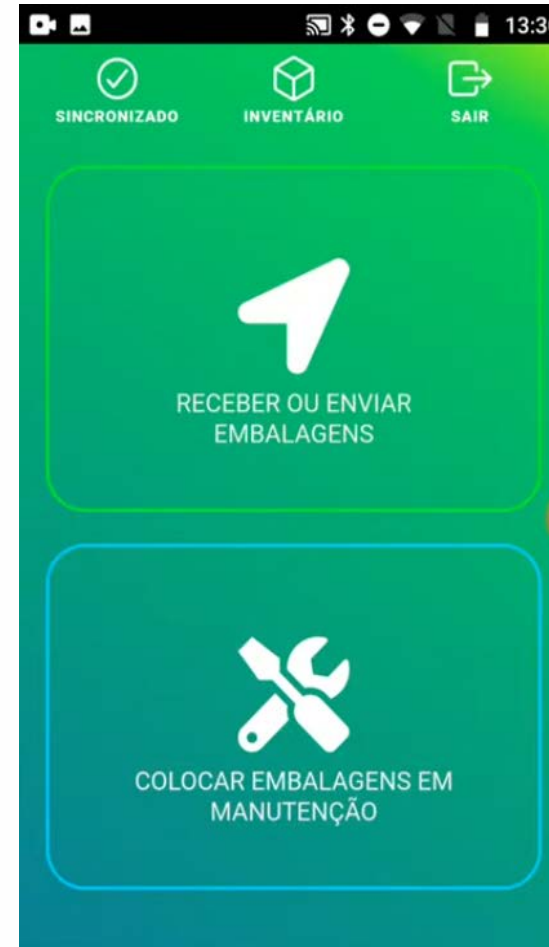 13:3
SINCRONIZADO
INVENTÁRIO
SAIR
RECEBER OU ENVIAR
EMBALAGENS
COLOCAR EMBALAGENS EM
MANUTENÇÃO